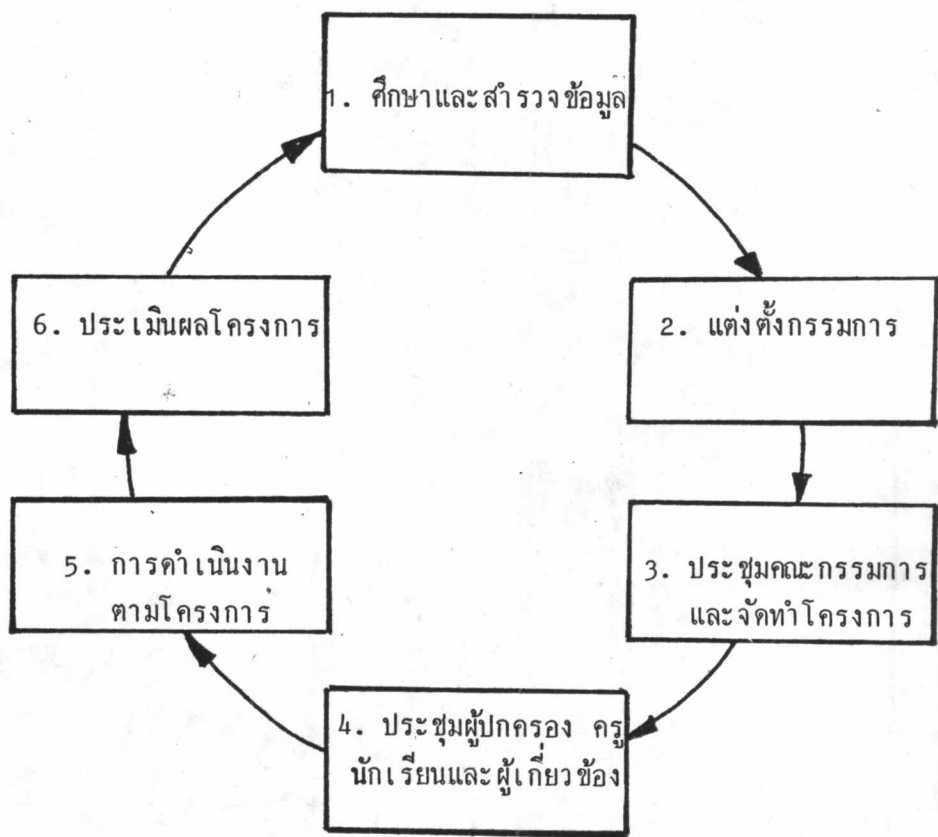 1. ศึกษาและสำรวจข้อมูล
2. แต่งตั้งกรรมการ
3. ประชุมคณะกรรมการ
และจัดทำโครงการ
4. ประชุมผู้ปกครอง ครู
นักเรียนและผู้เกี่ยวข้อง
5. การดำเนินงาน
ตามโครงการ
6. ประเมินผลโครงการ